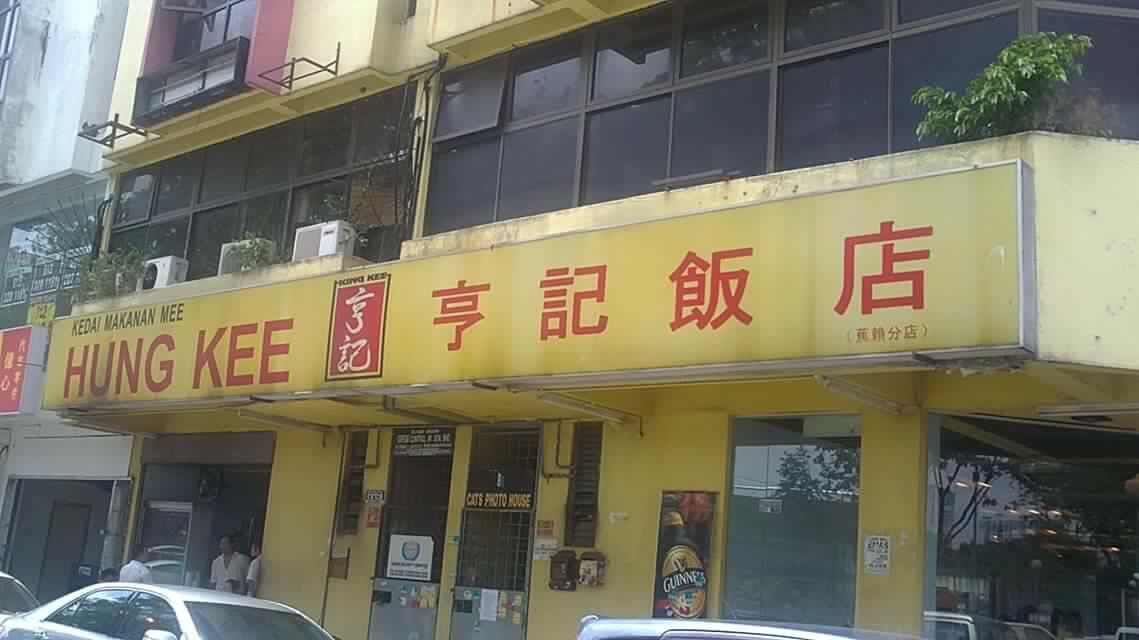 KEDAI MAKANAN MEE
HUNG KEE
HUNG KEE
亨記
亨記飯店
(蕉賴分店)
CATS PHOTO HOUSE
GUINNESS